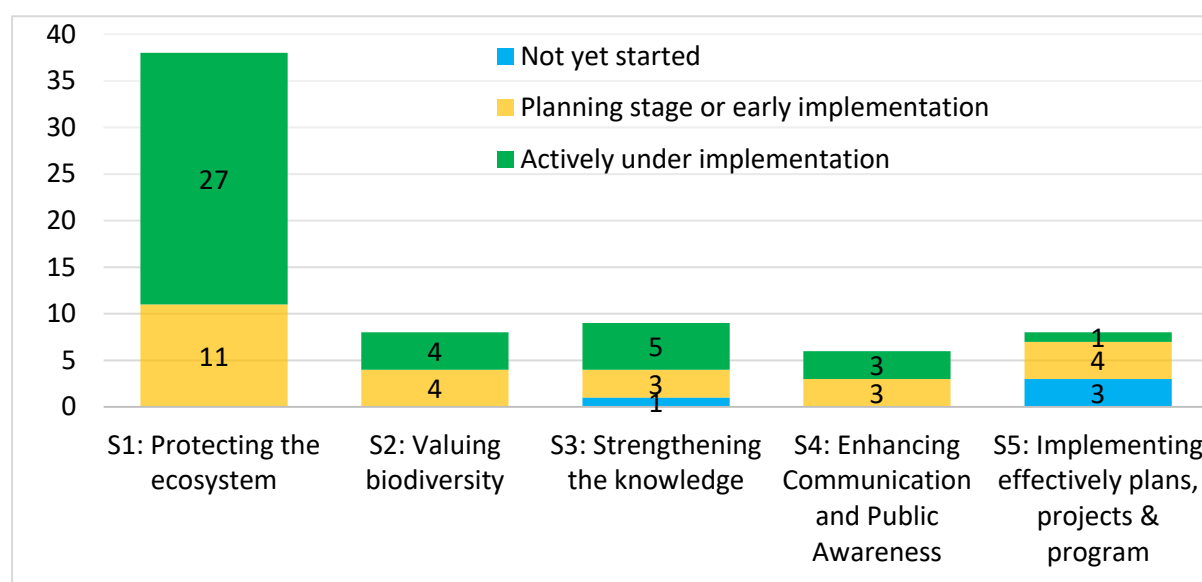 40
35
30
25
20
15
10
5
0
Not yet started
Planning stage or early implementation
Actively under implementation
27
11
4
4
5
3
1
3
3
1
4
3
S1: Protecting the
ecosystem
S2: Valuing
biodiversity
S3: Strengthening
the knowledge
S4: Enhancing
Communication
and Public
Awareness
S5: Implementing
effectively plans,
projects &
program